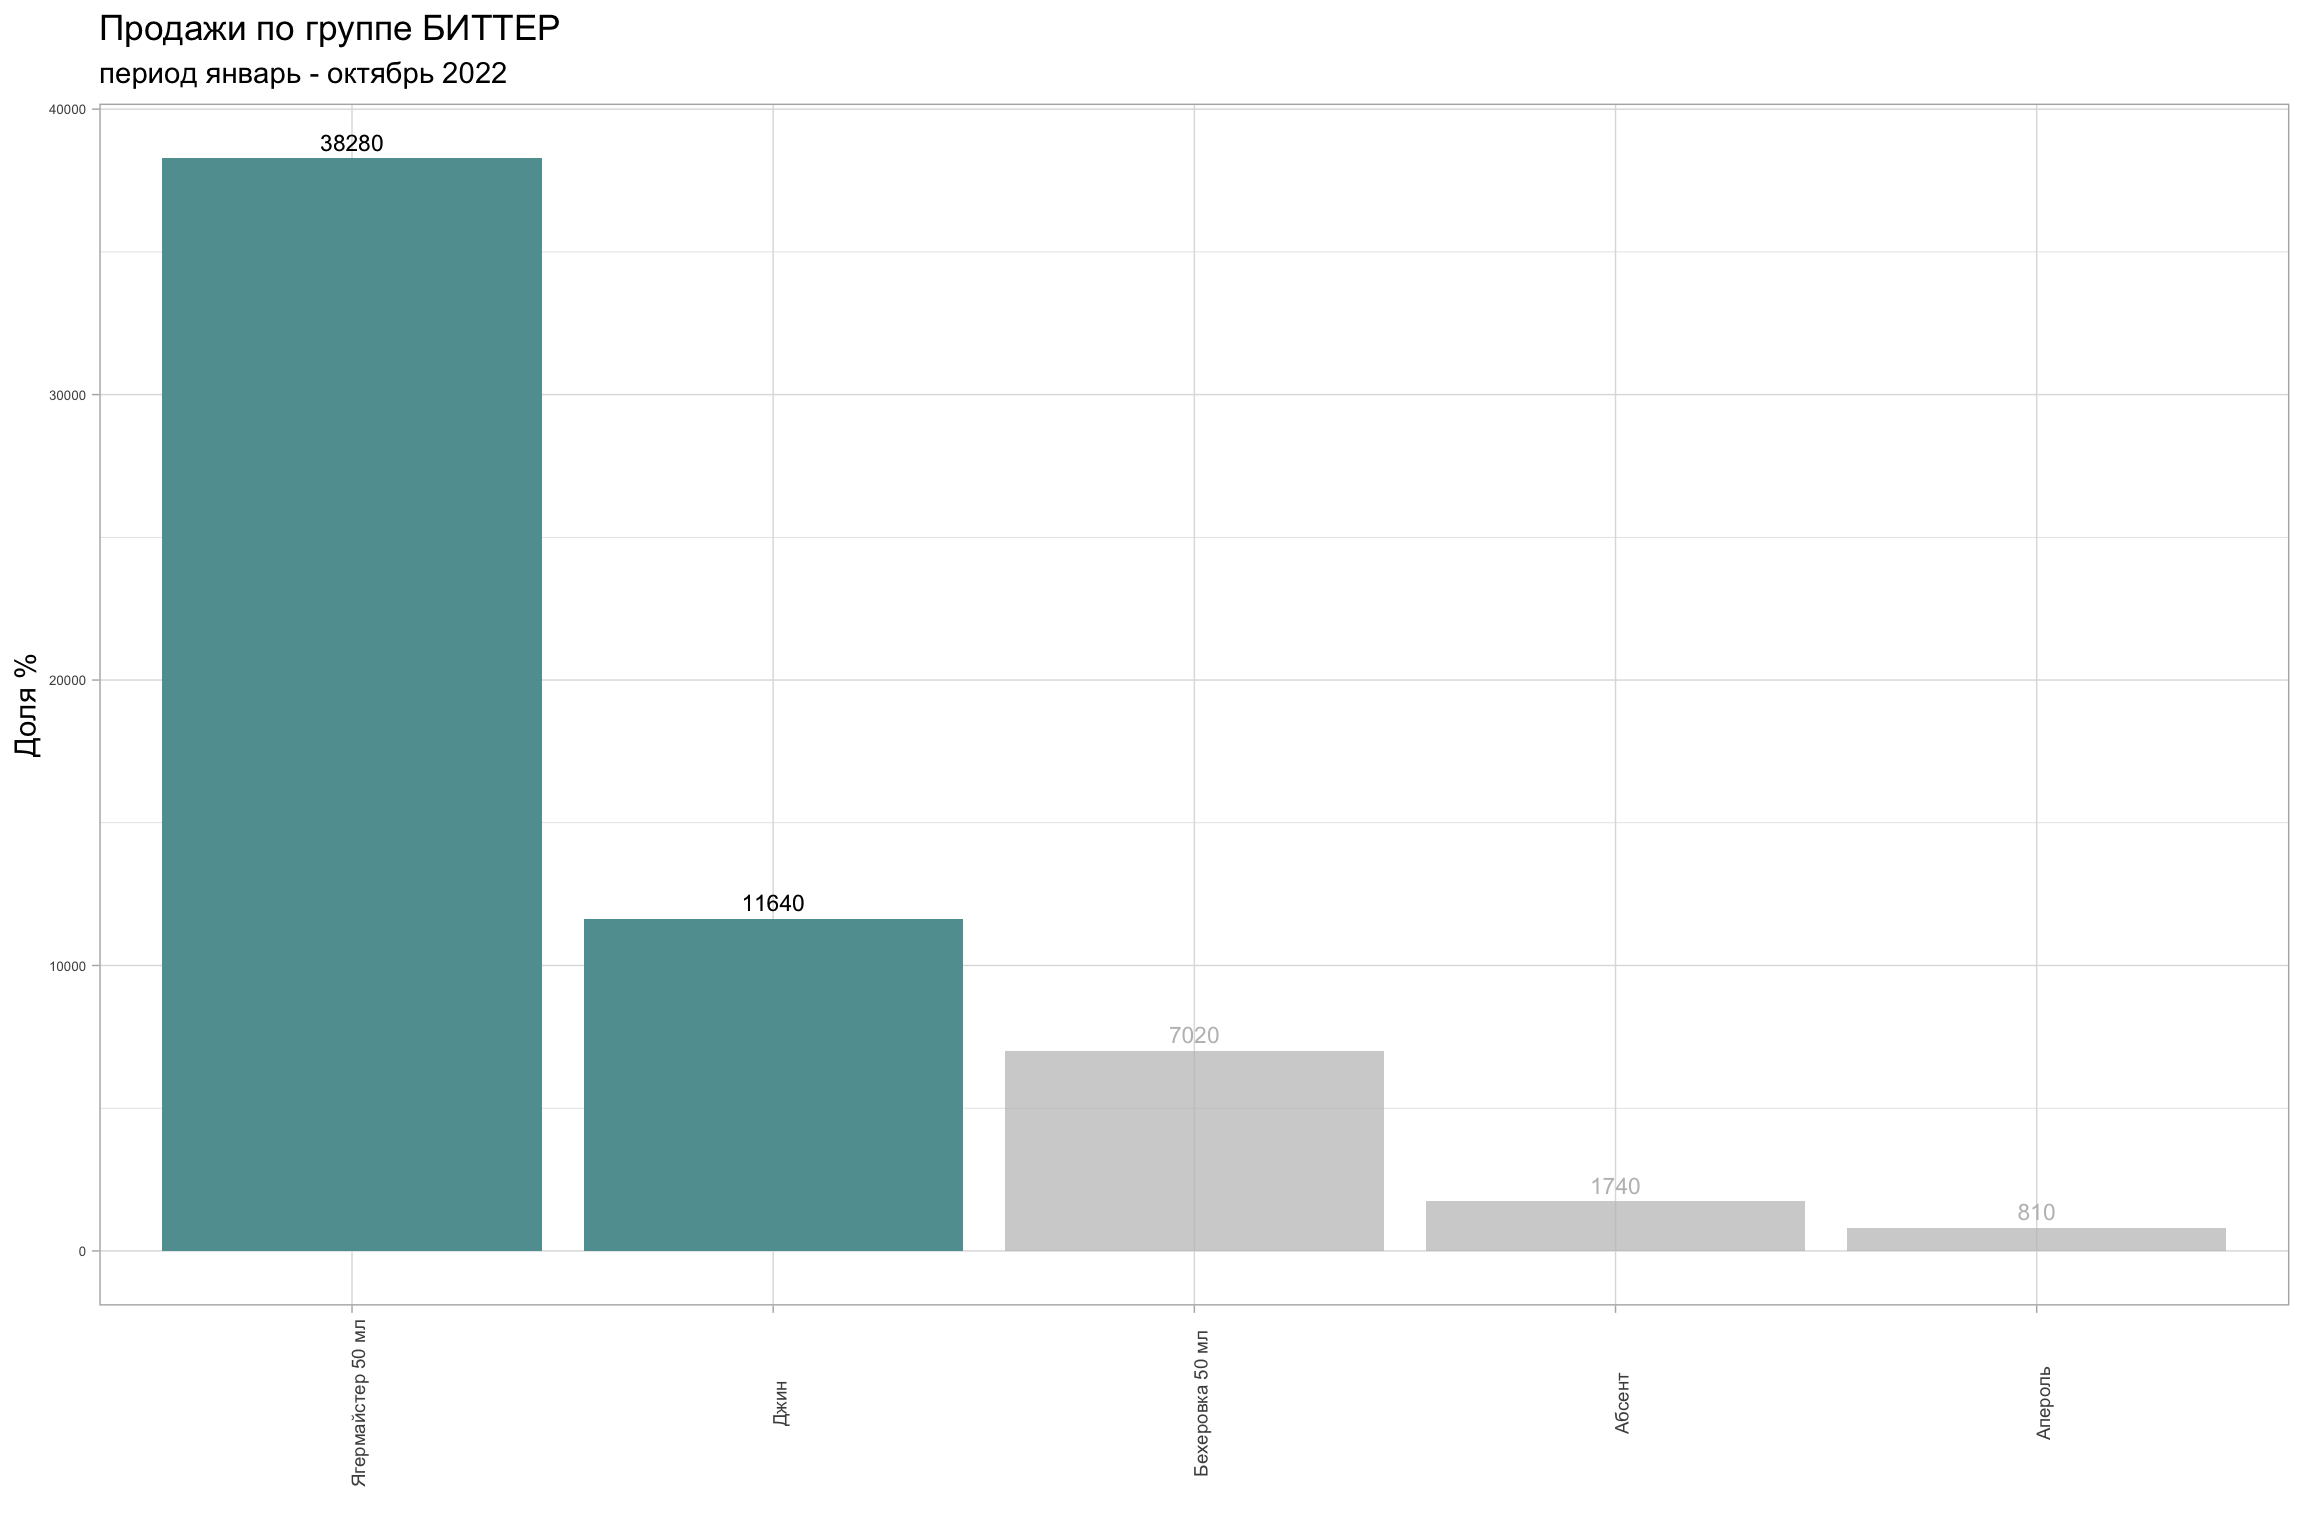 Продажи по группе БИТТЕР
период январь - октябрь 2022
Доля %
40000
30000
20000
10000
0
38280
11640
7020
1740
810
Ягермайстер 50 мл
Джин
Бехеровка 50 мл
Абсент
Апероль